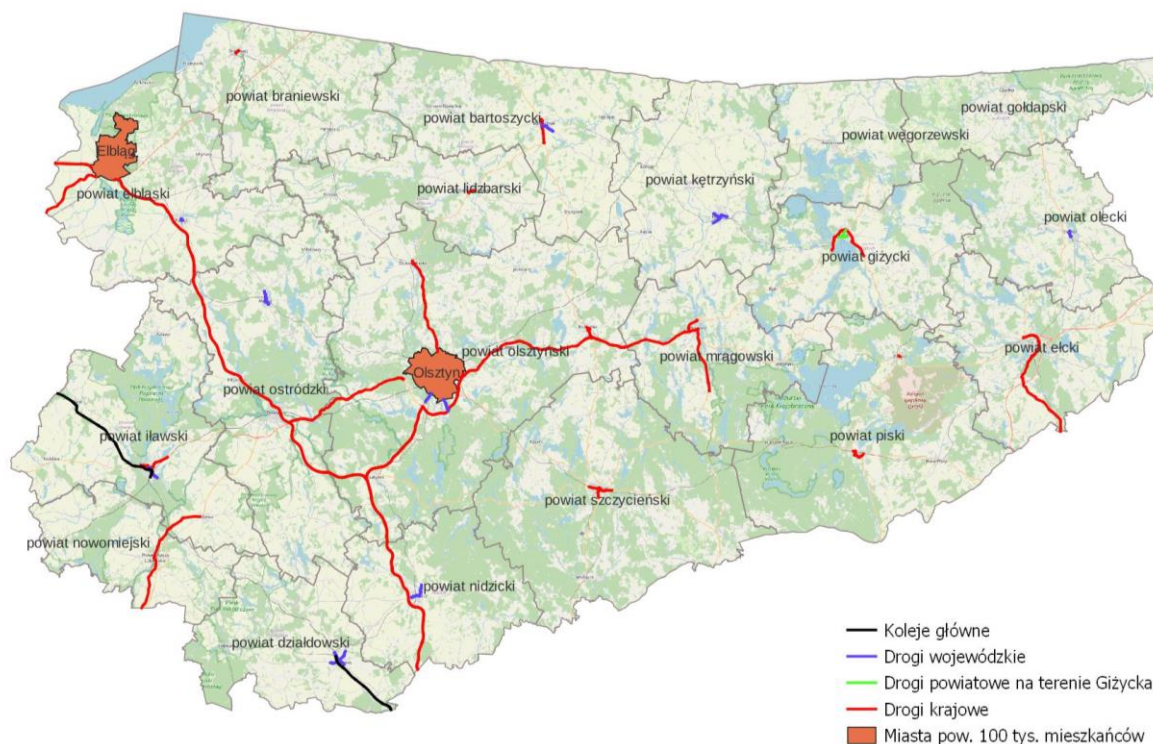 powiat braniewski
powiat bartoszycki
powiat gołdapski
powiat węgorzewski
Elbląg
powiat elbląski
powiat lidzbarski
powiat kętrzyński
powiat olecki
powiat giżycki
powiat olsztyński
powiat mrągowski
powiat ełcki
Olsztyn
powiat ostródzki
powiat iławski
powiat piski
powiat szczycieński
powiat nowomiejski
powiat nidzicki
powiat działdowski
Koleje główne
Drogi wojewódzkie
Drogi powiatowe na terenie Giżycka
Drogi krajowe
Miasta pow. 100 tys. mieszkańców